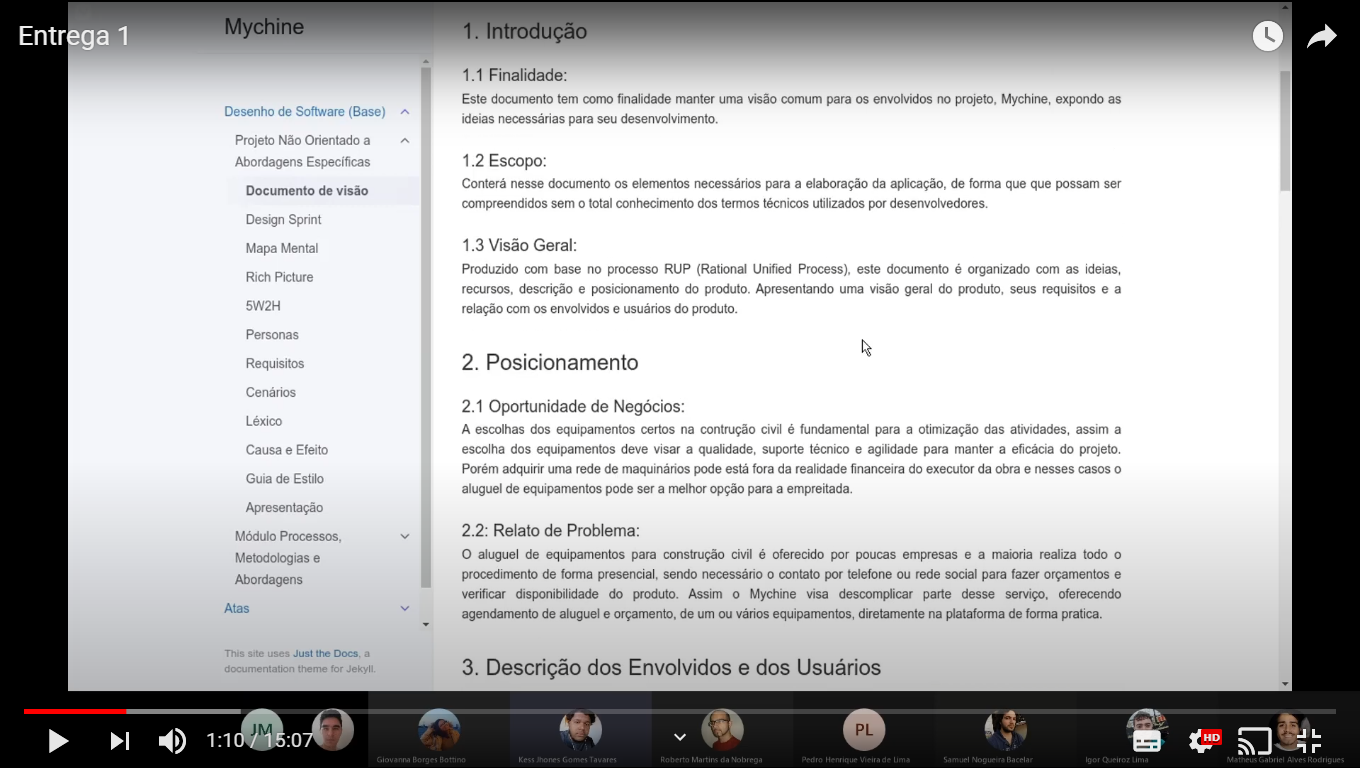 Entrega 1
Mychine
Desenho de Software (Base)
Projeto Não Orientado a
Abordagens Específicas
Documento de visão
Design Sprint
Mapa Mental
Rich Picture
5W2H
Personas
Requisitos
Cenários
Léxico
Causa e Efeito
Guia de Estilo
Apresentação
Módulo Processos,
Metodologias e
Abordagens
Atas
This site uses Just the Docs, a
documentation theme for Jekyll.
1. Introdução
1.1 Finalidade:
Este documento tem como finalidade manter uma visão comum para os envolvidos no projeto, Mychine, expondo as
ideias necessárias para seu desenvolvimento.
1.2 Escopo:
Conterá nesse documento os elementos necessários para a elaboração da aplicação, de forma que que possam ser
compreendidos sem o total conhecimento dos termos técnicos utilizados por desenvolvedores.
1.3 Visão Geral:
Produzido com base no processo RUP (Rational Unified Process), este documento é organizado com as ideias,
recursos, descrição e posicionamento do produto. Apresentando uma visão geral do produto, seus requisitos e a
relação com os envolvidos e usuários do produto.
2. Posicionamento
2.1 Oportunidade de Negócios:
A escolhas dos equipamentos certos na contrução civil é fundamental para a otimização das atividades, assim a
escolha dos equipamentos deve visar a qualidade, suporte técnico e agilidade para manter a eficácia do projeto.
Porém adquirir uma rede de maquinários pode está fora da realidade financeira do executor da obra e nesses casos o
aluguel de equipamentos pode ser a melhor opção para a empreitada.
2.2: Relato de Problema:
O aluguel de equipamentos para construção civil é oferecido por poucas empresas e a maioria realiza todo o
procedimento de forma presencial, sendo necessário o contato por telefone ou rede social para fazer orçamentos e
verificar disponibilidade do produto. Assim o Mychine visa descomplicar parte desse serviço, oferecendo
agendamento de aluguel e orçamento, de um ou vários equipamentos, diretamente na plataforma de forma pratica.
3. Descrição dos Envolvidos e dos Usuários
JM
PL
1:10 / 15:07
HD
Giovanna Borges Bottino
Kess Jhones Gomes Tavares
Roberto Martins da Nobrega
Pedro Henrique Vieira de Lima
Samuel Nogueira Bacelar
Igor Queiroz Lima
Matheus Gabriel Alves Rodrigues